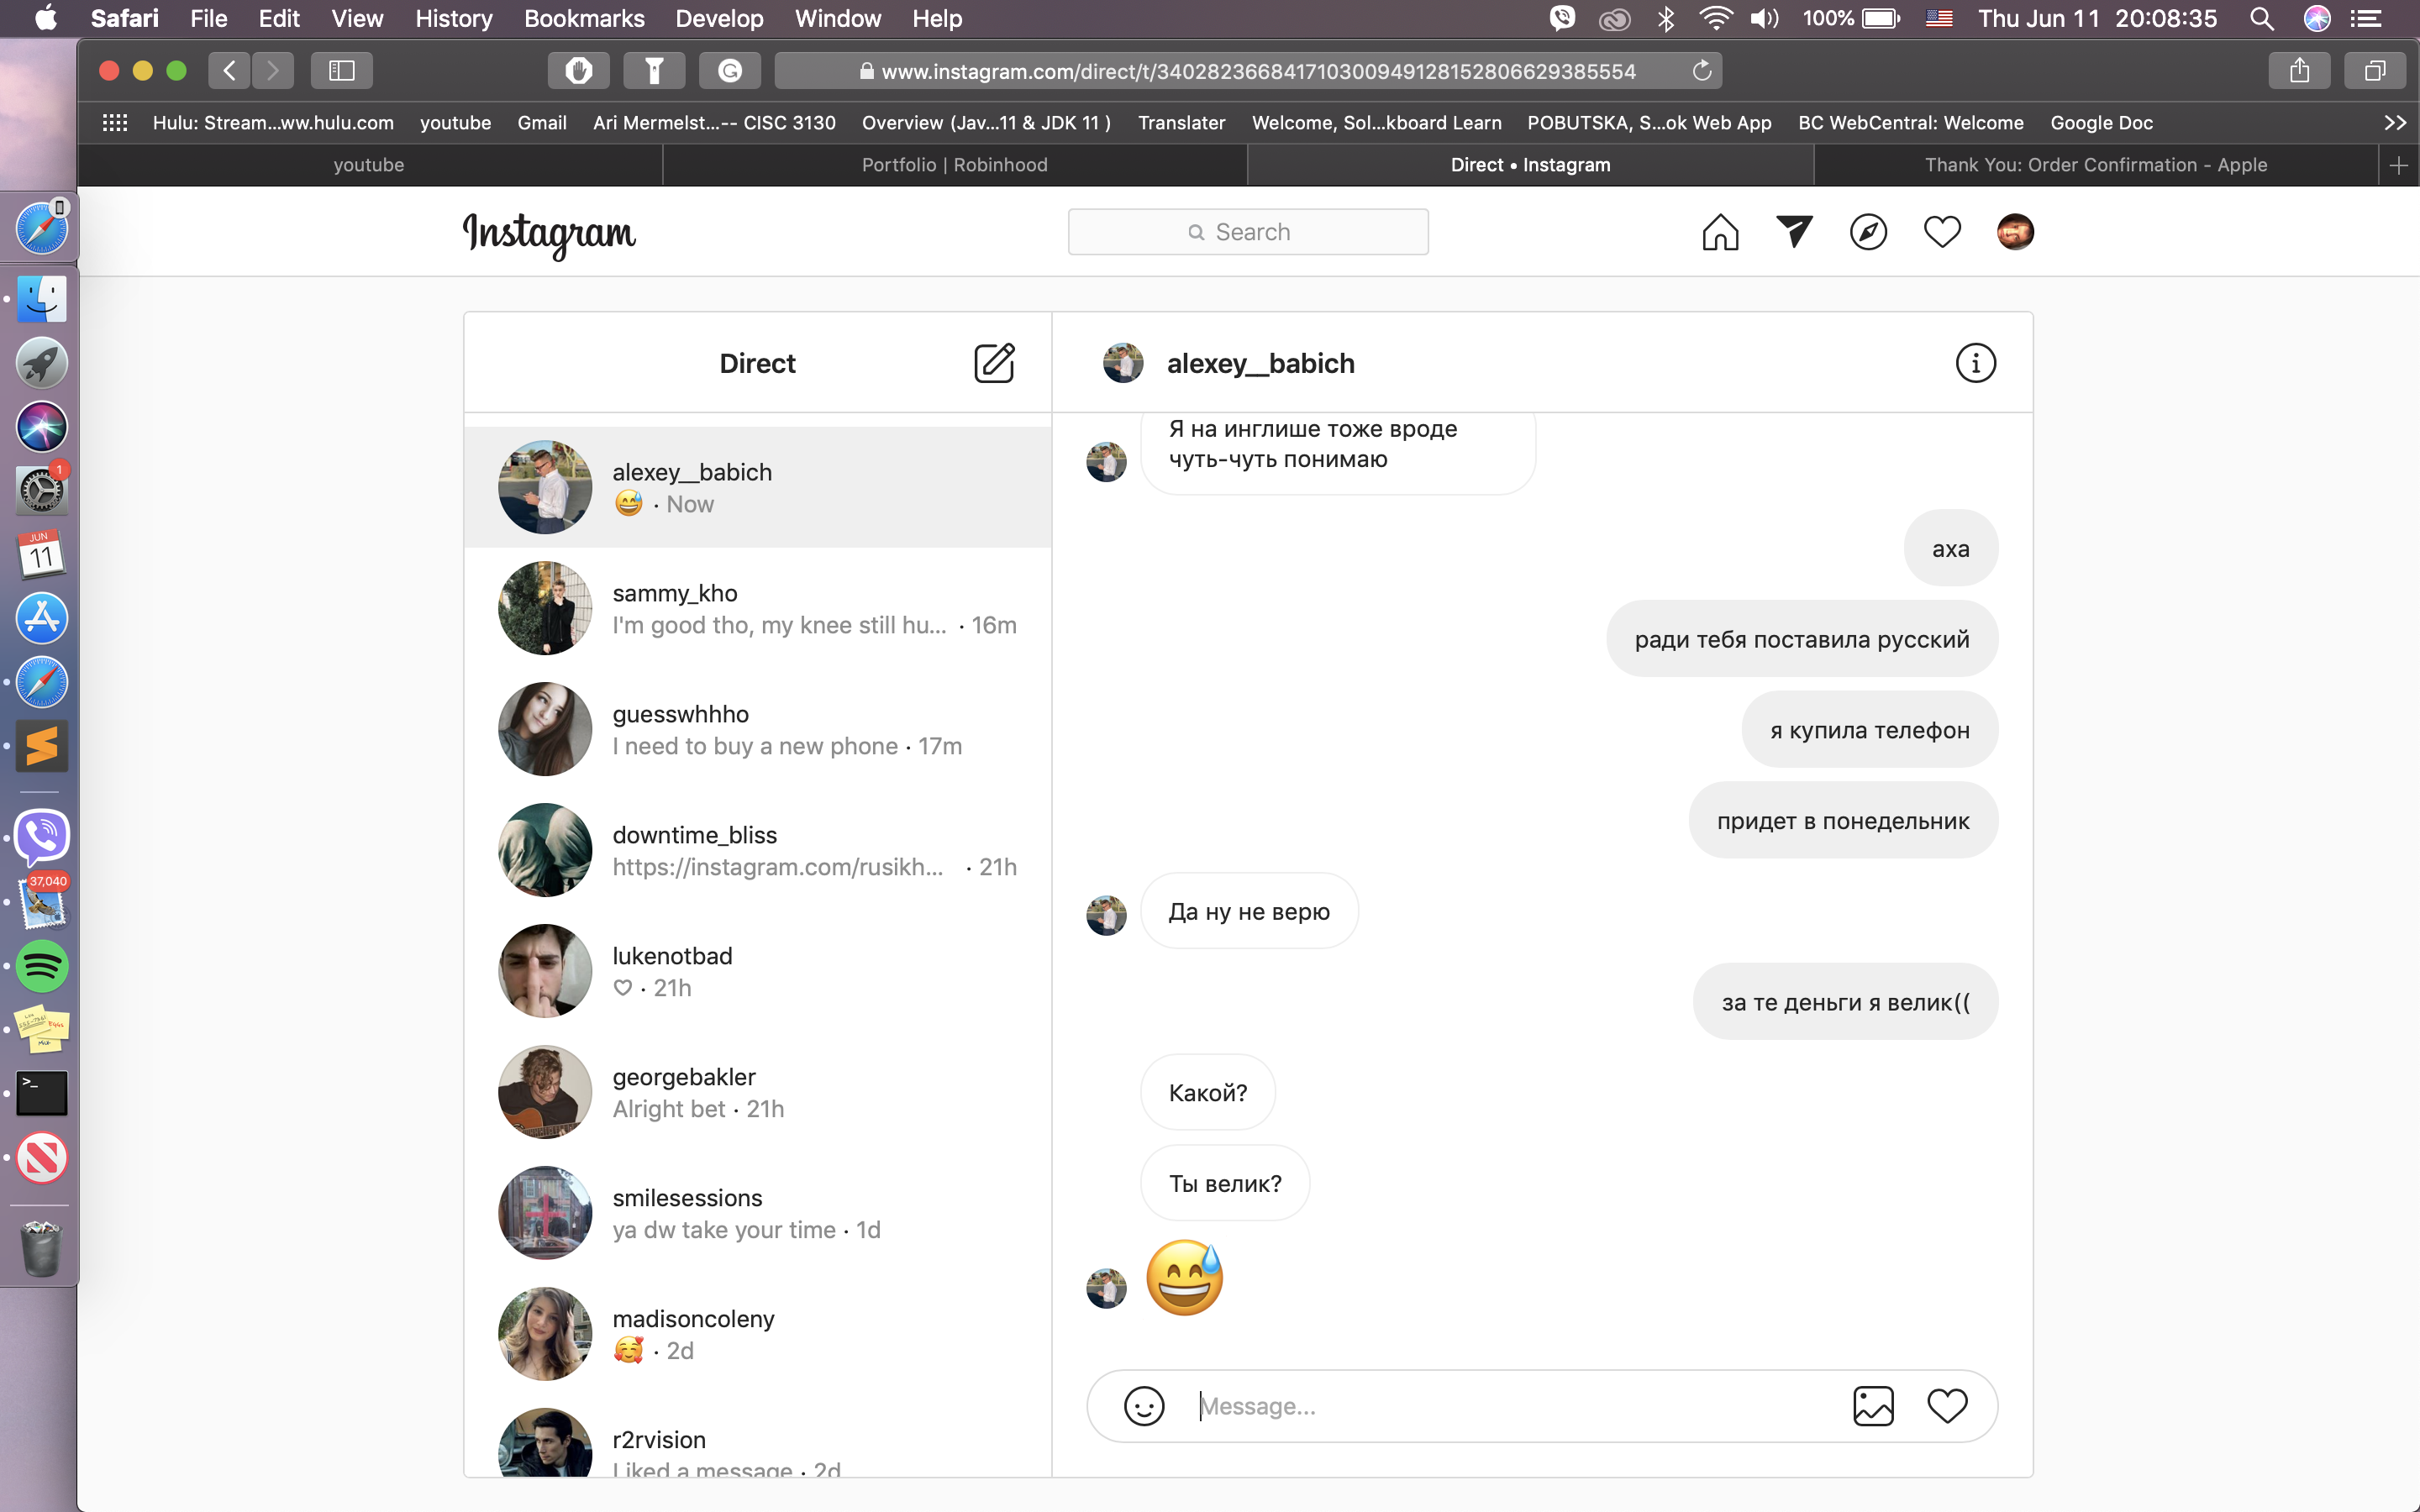 Safari File Edit View History Bookmarks Develop Window Help 100% Thu Jun 11 20:08:35
www.instagram.com/direct/t/340282366841710300949128152806629385554
Hulu: Stream...ww.hulu.com youtube Gmail Ari Mermelst...-- CISC 3130 Overview (Jav...11 & JDK 11 ) Translater Welcome, Sol...kboard Learn POBUTSKA, S...ok Web App BC WebCentral: Welcome Google Doc
youtube Portfolio | Robinhood Direct • Instagram Thank You: Order Confirmation - Apple
Instagram Search
1
JUN
11
37,040
Direct
alexey__babich
😅 · Now
sammy_kho
I'm good tho, my knee still hu... · 16m
guesswhhho
I need to buy a new phone · 17m
downtime_bliss
https://instagram.com/rusikh... · 21h
lukenotbad
♡ · 21h
georgebakler
Alright bet · 21h
smilesessions
ya dw take your time · 1d
madisoncoleny
🥰 · 2d
r2rvision
Liked a message · 2d
alexey__babich
Я на инглише тоже вроде
чуть-чуть понимаю
аха
ради тебя поставила русский
я купила телефон
придет в понедельник
Да ну не верю
за те деньги я велик((
Какой?
Ты велик?
😅
Message...